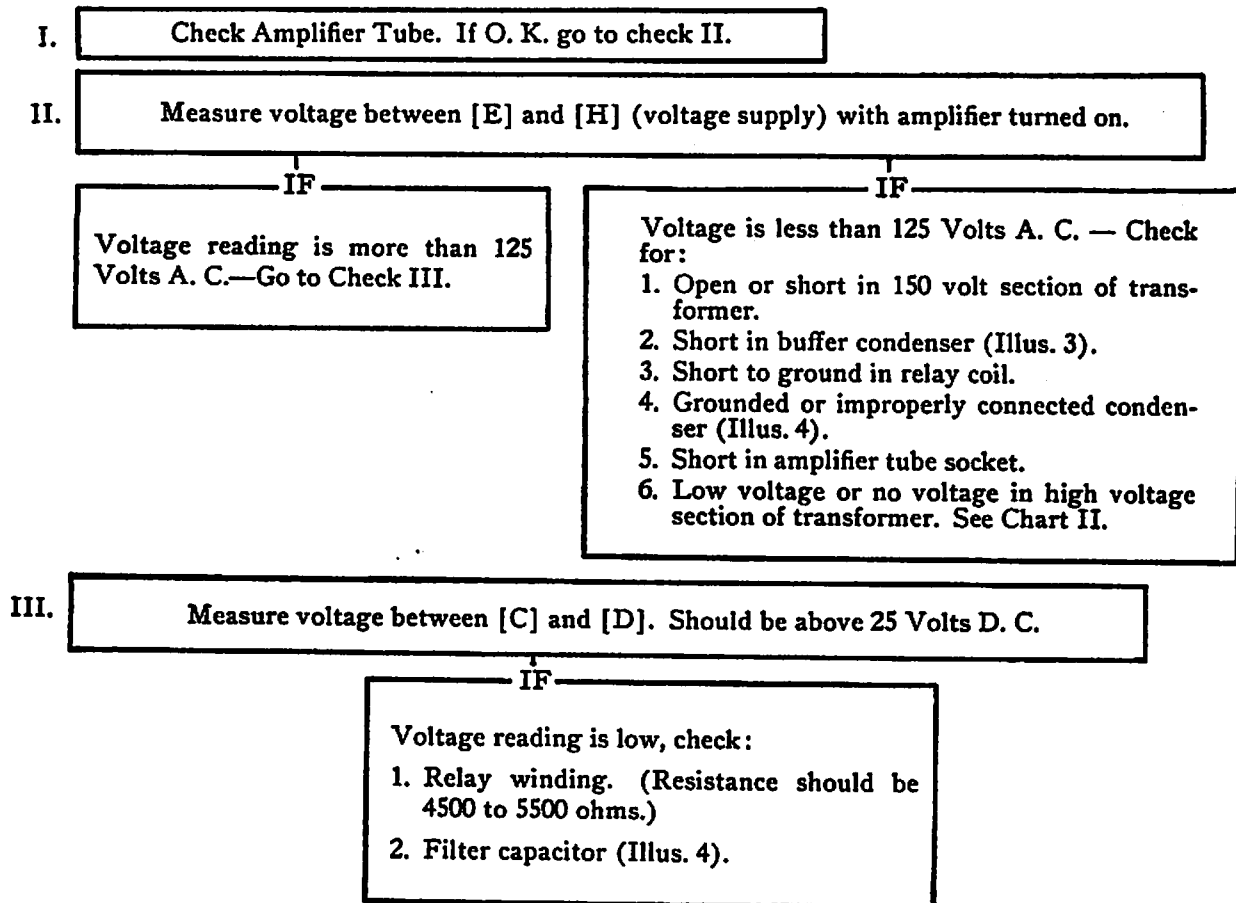 I.
Check Amplifier Tube. If O. K. go to check II.
II.
Measure voltage between [E] and [H] (voltage supply) with amplifier turned on.
IF
Voltage reading is more than 125
Volts A. C.—Go to Check III.
IF
Voltage is less than 125 Volts A. C. — Check
for:
1. Open or short in 150 volt section of trans-
former.
2. Short in buffer condenser (Illus. 3).
3. Short to ground in relay coil.
4. Grounded or improperly connected conden-
ser (Illus. 4).
5. Short in amplifier tube socket.
6. Low voltage or no voltage in high voltage
section of transformer. See Chart II.
III.
Measure voltage between [C] and [D]. Should be above 25 Volts D. C.
IF
Voltage reading is low, check:
1. Relay winding. (Resistance should be
4500 to 5500 ohms.)
2. Filter capacitor (Illus. 4).